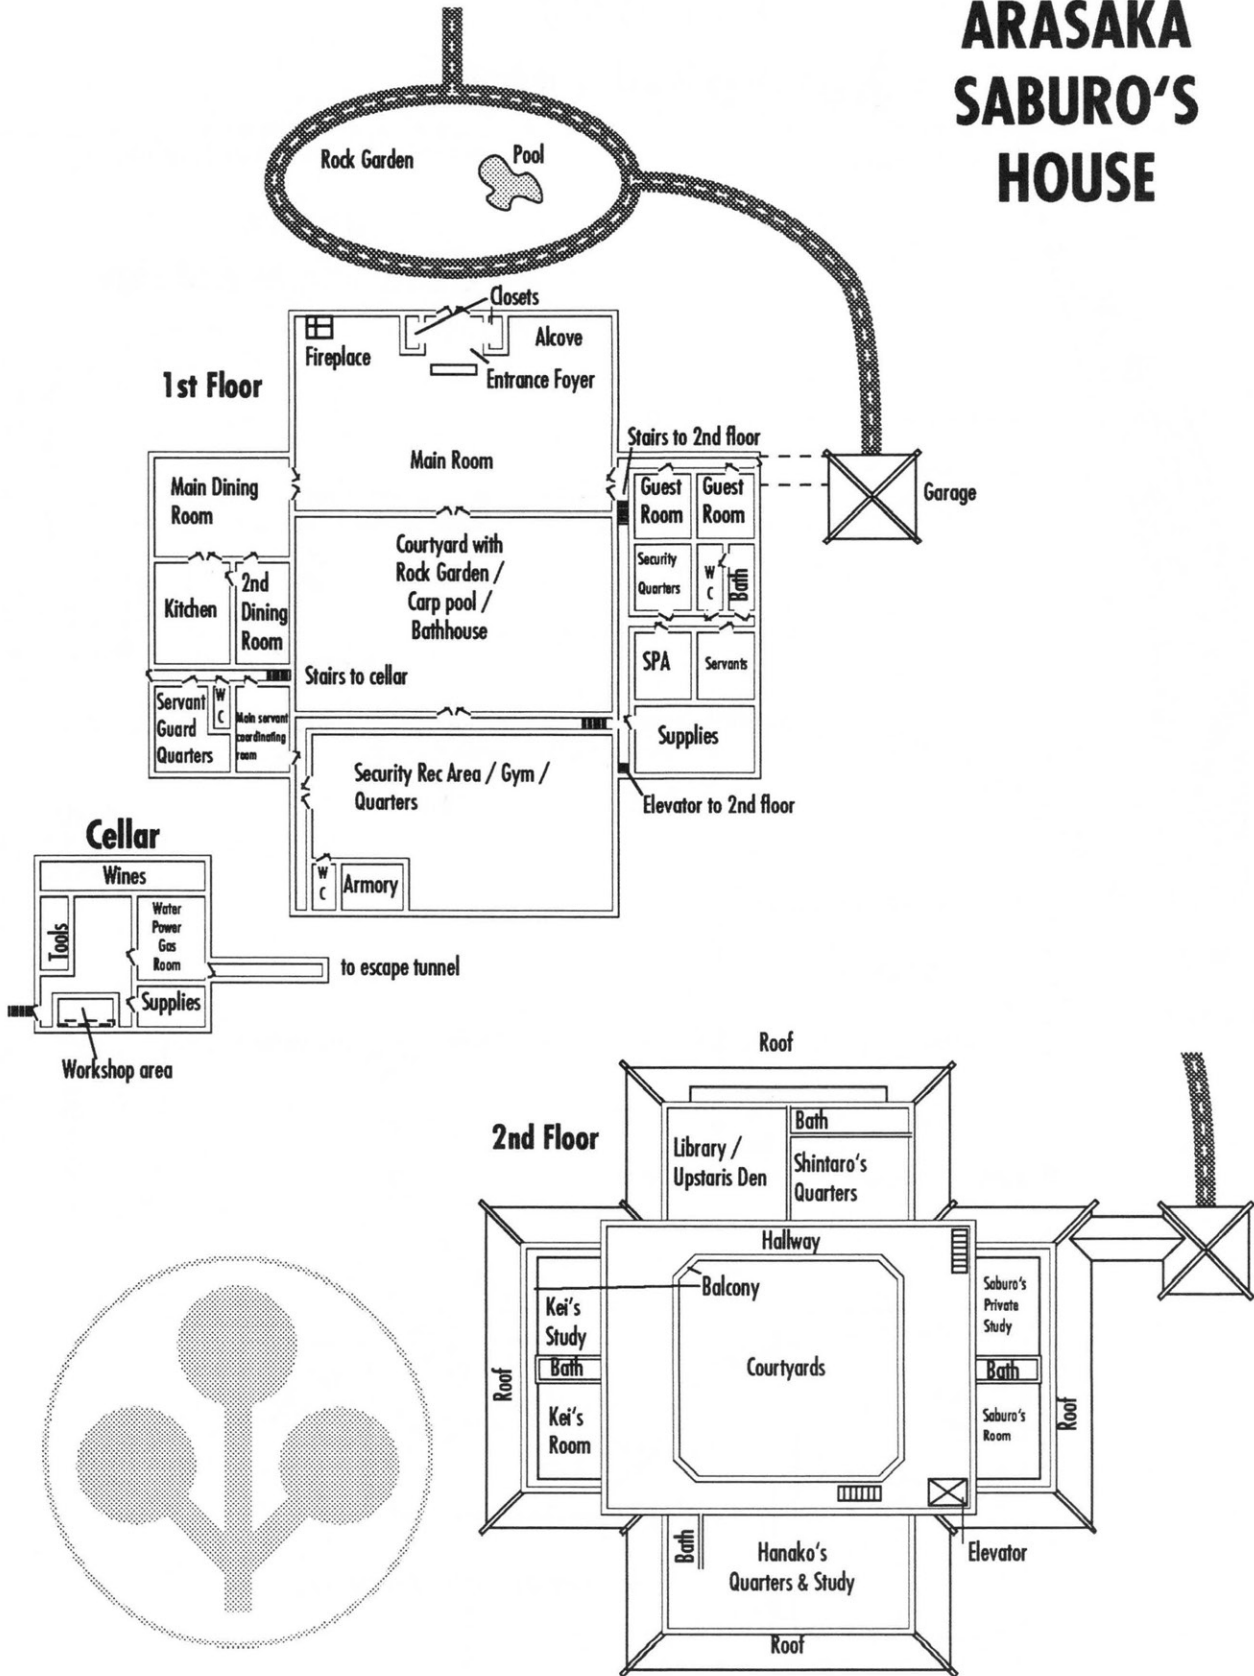 ARASAKA
SABURO'S
HOUSE
Rock Garden
Pool
Closets
Alcove
Fireplace
Entrance Foyer
1st Floor
Stairs to 2nd floor
Main Room
Main Dining
Room
Guest
Room
Guest
Room
Garage
Courtyard with
Rock Garden /
Carp pool /
Bathhouse
Security
Quarters
W
C
Bath
Kitchen
2nd
Dining
Room
Stairs to cellar
SPA
Servants
Servant
Guard
Quarters
W
C
Main servant
coordinating
room
Supplies
Security Rec Area / Gym /
Quarters
Elevator to 2nd floor
W
C
Armory
Cellar
Wines
Tools
Water
Power
Gas
Room
to escape tunnel
Supplies
Workshop area
Roof
2nd Floor
Library /
Upstaris Den
Bath
Shintaro's
Quarters
Hallway
Balcony
Kei's
Study
Bath
Kei's
Room
Roof
Courtyards
Saburo's
Private
Study
Bath
Saburo's
Room
Roof
Bath
Hanako's
Quarters & Study
Elevator
Roof